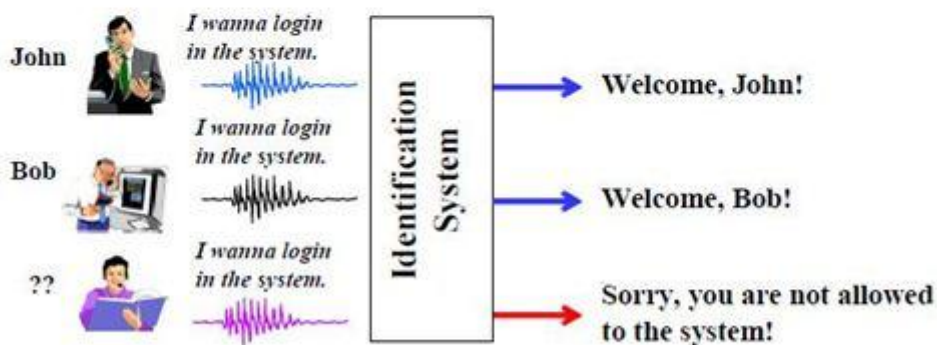 John
I wanna login
in the system.
Welcome, John!
Bob
I wanna login
in the system.
Identification
System
Welcome, Bob!
??
I wanna login
in the system.
Sorry, you are not allowed
to the system!